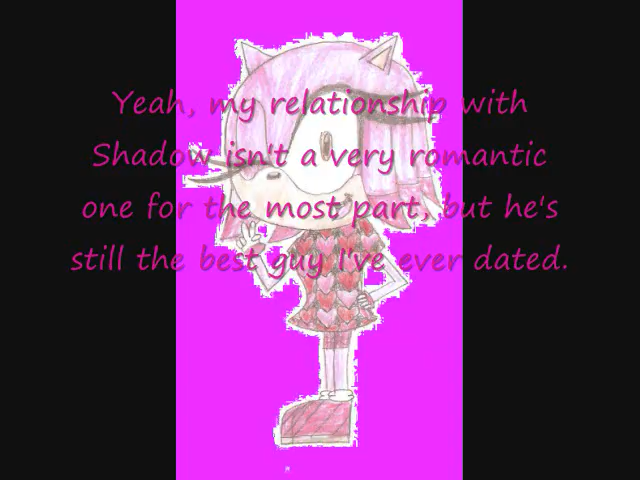 Yeah, my relationship with
Shadow isn't a very romantic
one for the most part, but he's
still the best guy I've ever dated.